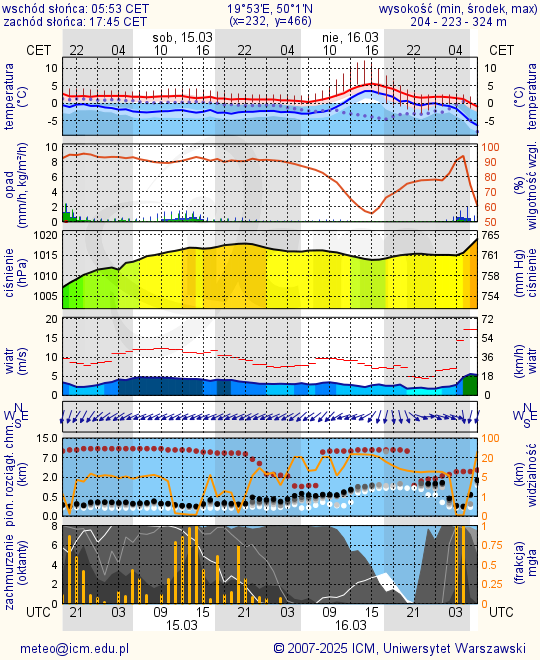 wschód słońca: 05:53 CET 19°53'E, 50°1'N wysokość (min, środek, max)
zachód słońca: 17:45 CET (x=232, y=466) 204 - 223 - 324 m
sob, 15.03 nie, 16.03
CET 22 04 10 16 22 04 10 16 22 04 CET
temperatura (°C) 10 5 0 -5 10 5 0 -5 (°C) temperatura
opad (mm/h, kg/m²/h) 10 8 6 4 2 0 100 90 80 70 60 50 (%) wilgotność wzgl.
ciśnienie (hPa) 1020 1015 1010 1005 765 761 758 754 (mm Hg) ciśnienie
wiatr (m/s) 20 15 10 5 0 72 54 36 18 0 (km/h) wiatr
N W E S N W E S
pion. rozciągł. chm. (km) 15.0 7.0 2.0 0.5 0.2 0.0 100 20 10 5 1 0 (km) widzialność
zachmurzenie (oktanty) 8 6 4 2 0 1 0.75 0.5 0.25 0 (frakcja) mgła
UTC 21 03 09 15 21 03 09 15 21 03 UTC
15.03 16.03
meteo@icm.edu.pl © 2007-2025 ICM, Uniwersytet Warszawski